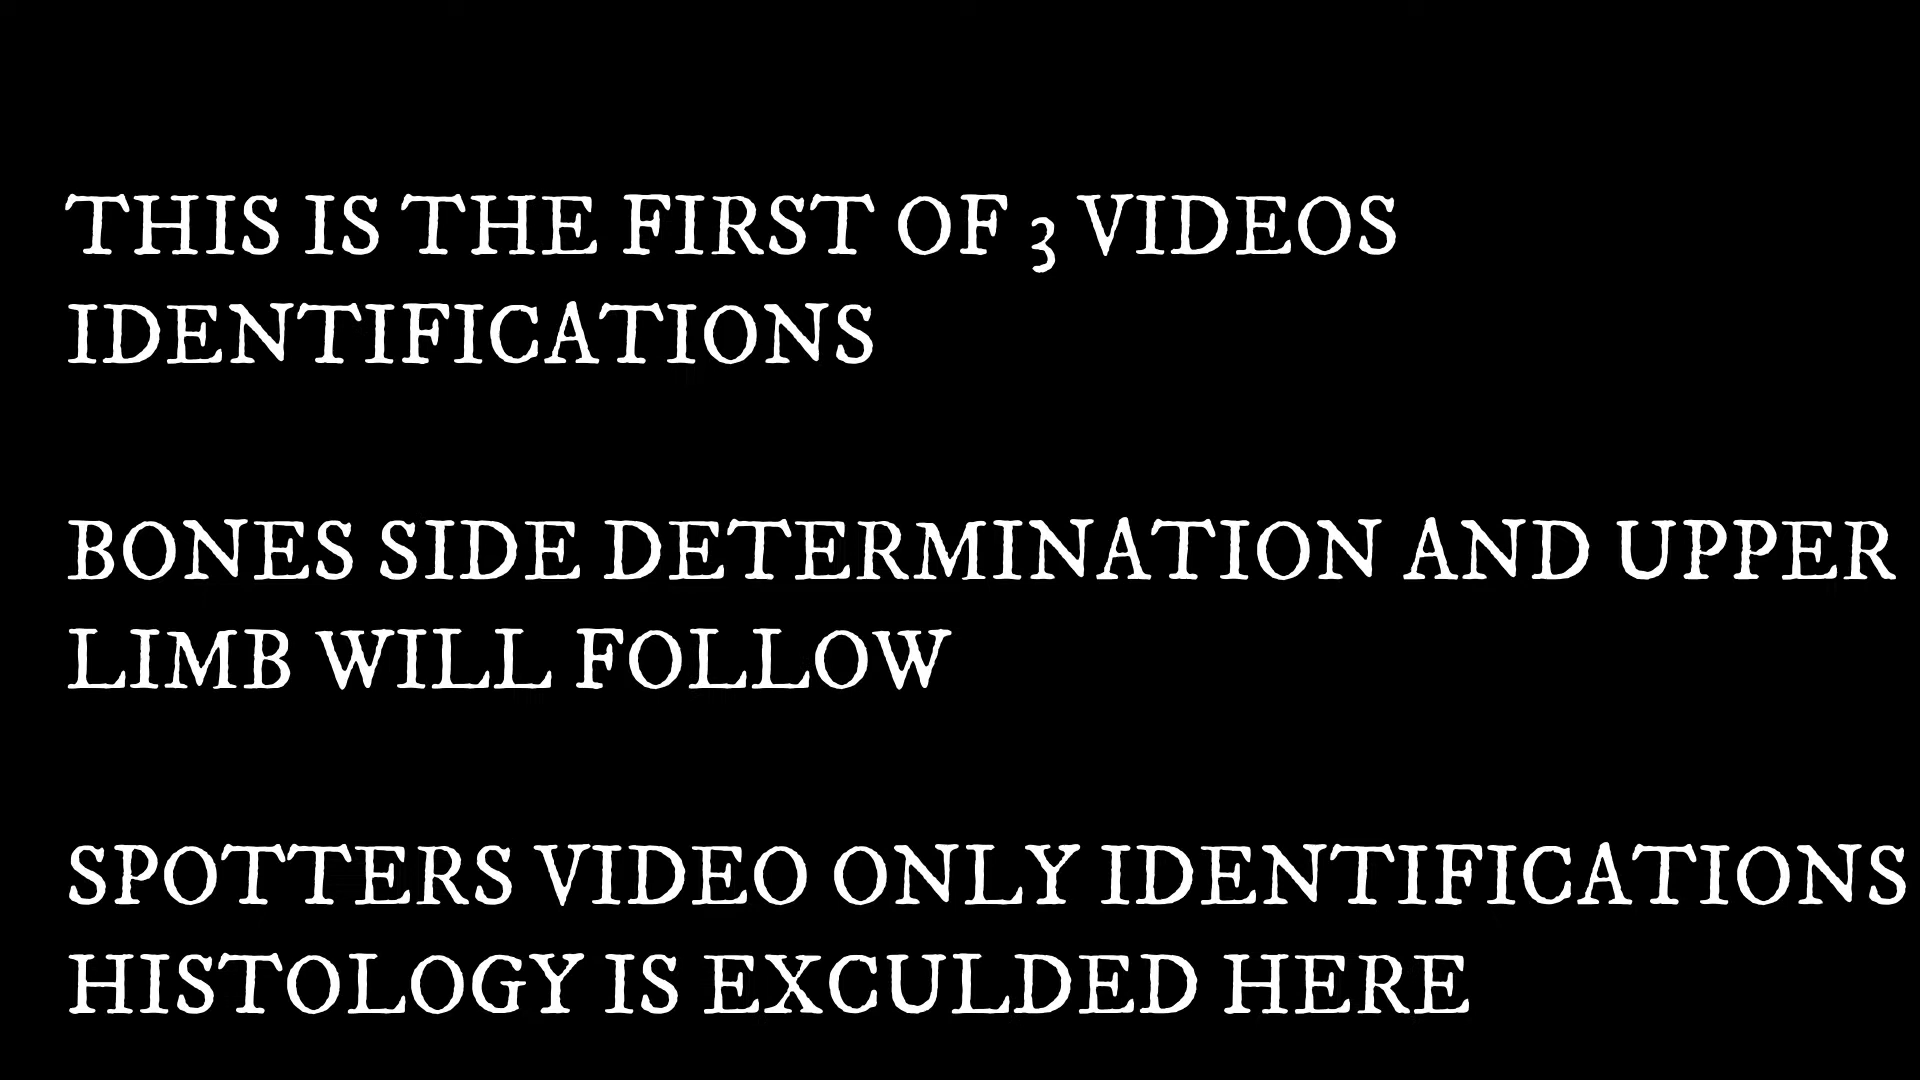 THIS IS THE FIRST OF 3 VIDEOS
IDENTIFICATIONS
BONES SIDE DETERMINATION AND UPPER
LIMB WILL FOLLOW
SPOTTERS VIDEO ONLY IDENTIFICATIONS
HISTOLOGY IS EXCULDED HERE